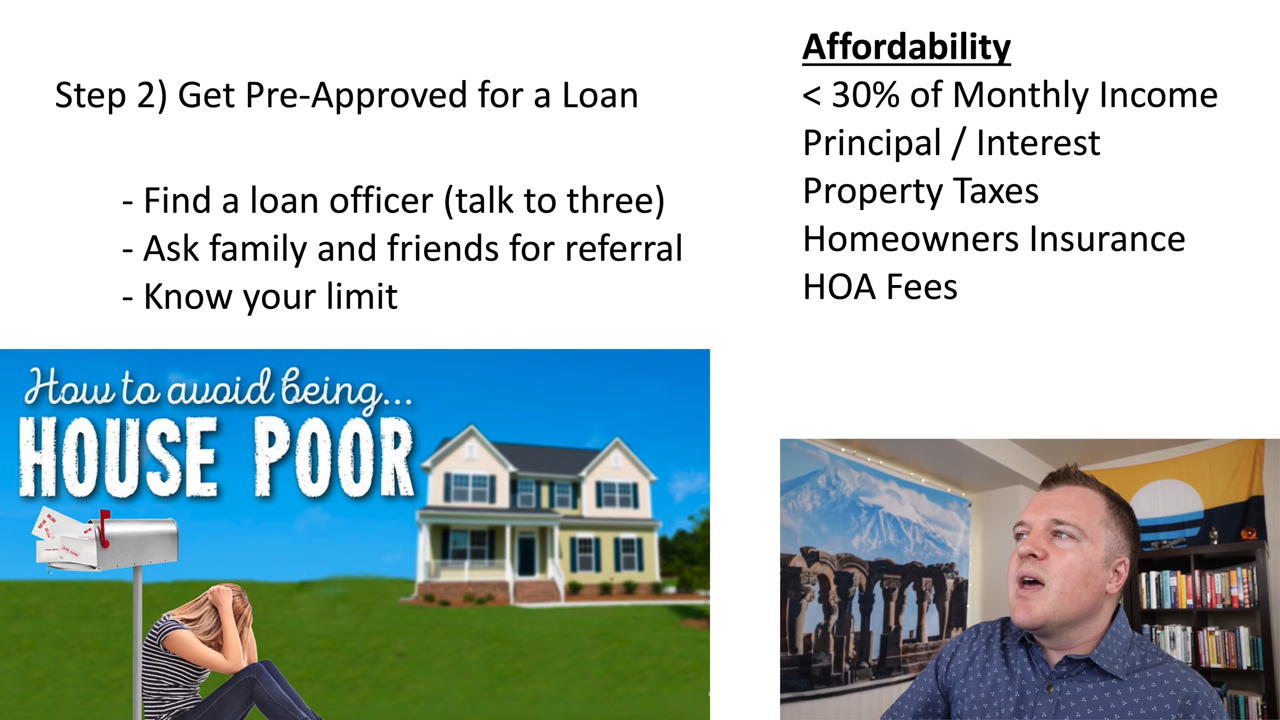 Step 2) Get Pre-Approved for a Loan
- Find a loan officer (talk to three)
- Ask family and friends for referral
- Know your limit
Affordability
< 30% of Monthly Income
Principal / Interest
Property Taxes
Homeowners Insurance
HOA Fees
How to avoid being...
HOUSE POOR